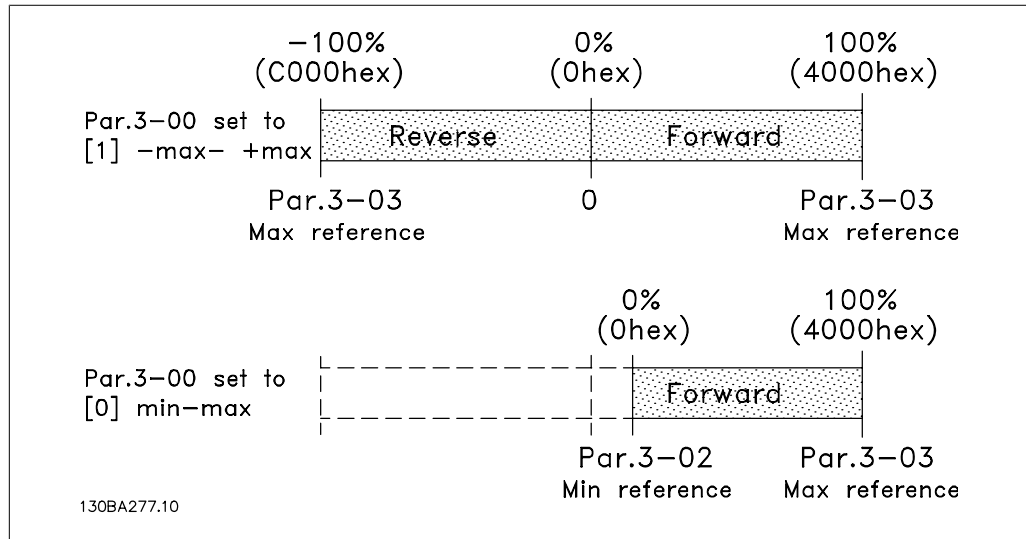 -100% 0% 100%
(C000hex) (0hex) (4000hex)
Par.3-00 set to
[1] -max- +max
Reverse Forward
Par.3-03 0 Par.3-03
Max reference Max reference
0% 100%
(0hex) (4000hex)
Par.3-00 set to
[0] min-max
Forward
Par.3-02 Par.3-03
Min reference Max reference
130BA277.10